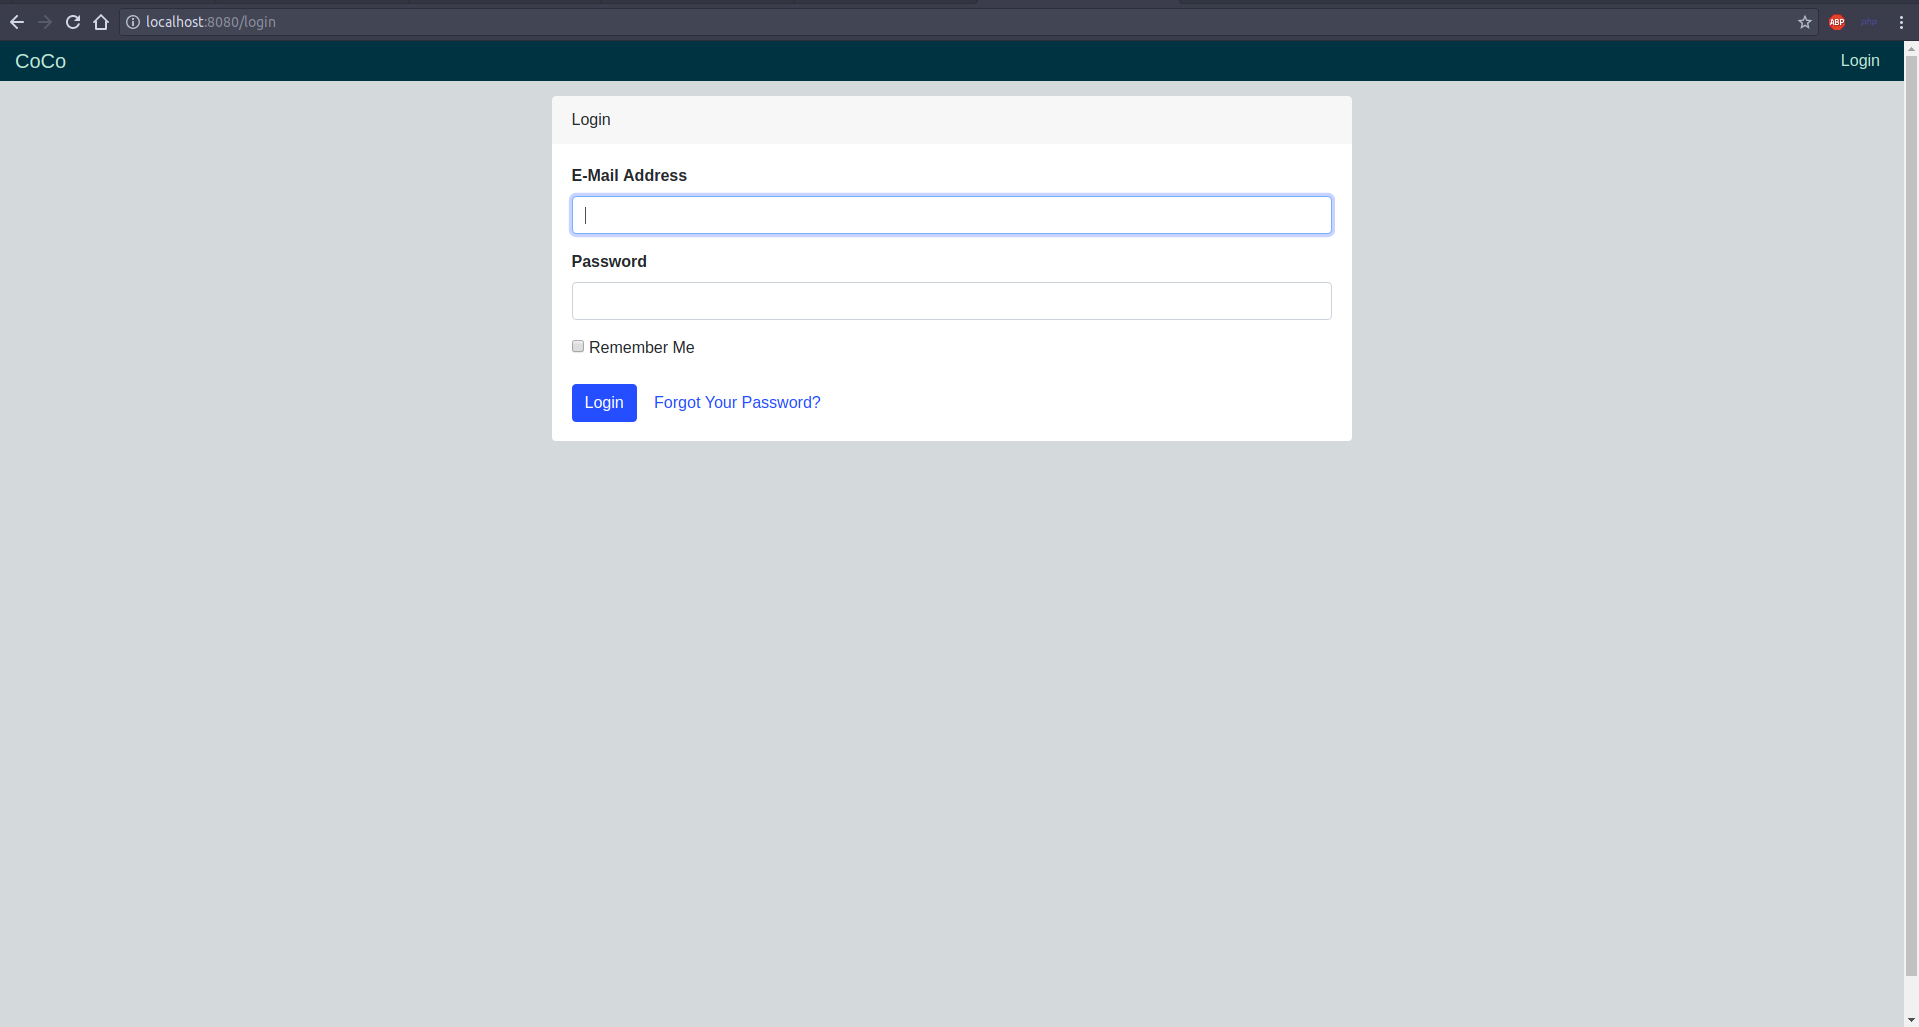 localhost:8080/login
ABP
php
CoCo
Login
Login
E-Mail Address
Password
Remember Me
Login
Forgot Your Password?